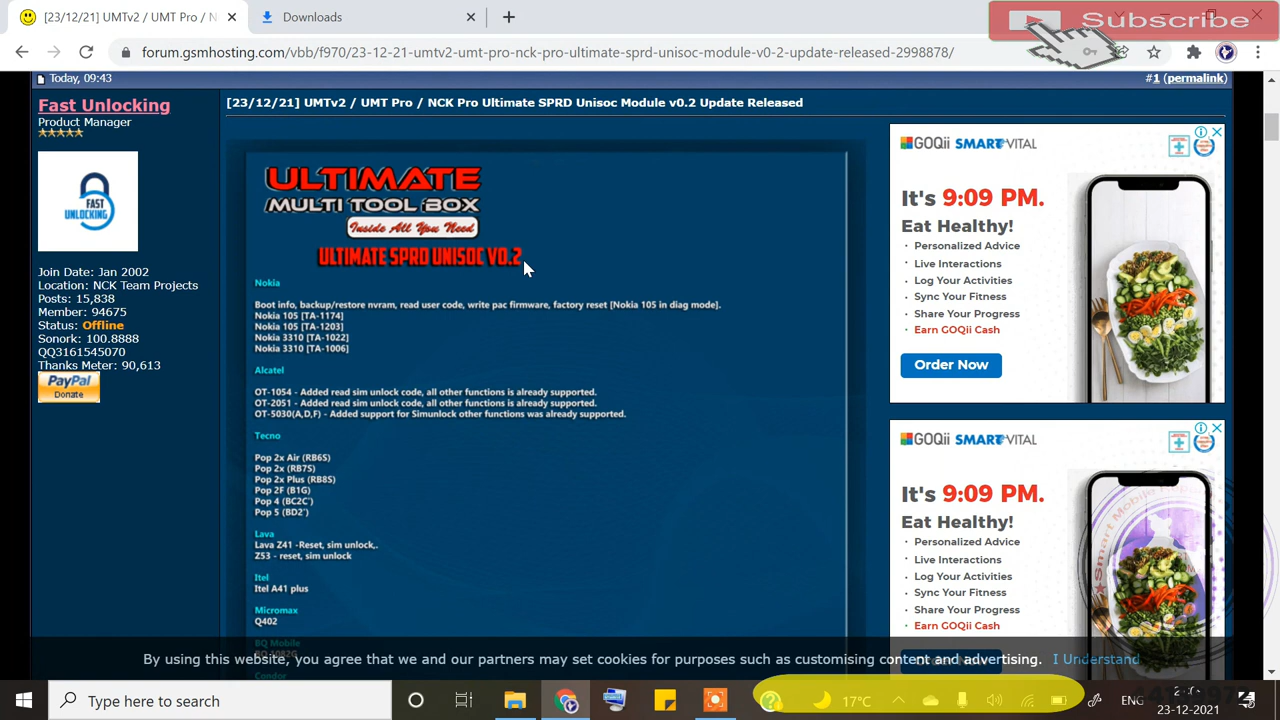 [23/12/21] UMTv2 / UMT Pro / N
Downloads
Subscribe
forum.gsmhosting.com/vbb/f970/23-12-21-umtv2-umt-pro-nck-pro-ultimate-sprd-unisoc-module-v0-2-update-released-2998878/
Today, 09:43
#1 (permalink)
Fast Unlocking
Product Manager
FAST
UNLOCKING
Join Date: Jan 2002
Location: NCK Team Projects
Posts: 15,838
Member: 94675
Status: Offline
Sonork: 100.8888
QQ3161545070
Thanks Meter: 90,613
PayPal
Donate
[23/12/21] UMTv2 / UMT Pro / NCK Pro Ultimate SPRD Unisoc Module v0.2 Update Released
ULTIMATE
MULTI TOOL BOX
Inside All You Need
ULTIMATE SPRD UNISOC V0.2
Nokia
Boot info, backup/restore nvram, read user code, write pac firmware, factory reset [Nokia 105 in diag mode].
Nokia 105 [TA-1174]
Nokia 105 [TA-1203]
Nokia 3310 [TA-1022]
Nokia 3310 [TA-1006]
Alcatel
OT-1054 - Added read sim unlock code, all other functions is already supported.
OT-2051 - Added read sim unlock code, all other functions is already supported.
OT-5030(A,D,F) - Added support for Simunlock other functions was already supported.
Tecno
Pop 2x Air (RB6S)
Pop 2x (RB7S)
Pop 2x Plus (RB8S)
Pop 2F (B1G)
Pop 4 (BC2C')
Pop 5 (BD2')
Lava
Lava Z41 -Reset, sim unlock,.
Z53 - reset, sim unlock
Itel
Itel A41 plus
Micromax
Q402
BQ Mobile
Condor
GOQii SMARTVITAL
It's 9:09 PM.
Eat Healthy!
Personalized Advice
Live Interactions
Log Your Activities
Sync Your Fitness
Share Your Progress
Earn GOQii Cash
Order Now
GOQii SMARTVITAL
It's 9:09 PM.
Eat Healthy!
Personalized Advice
Live Interactions
Log Your Activities
Sync Your Fitness
Share Your Progress
Earn GOQii Cash
By using this website, you agree that we and our partners may set cookies for purposes such as customising content and advertising. I Understand
Type here to search
17°C
ENG
23-12-2021